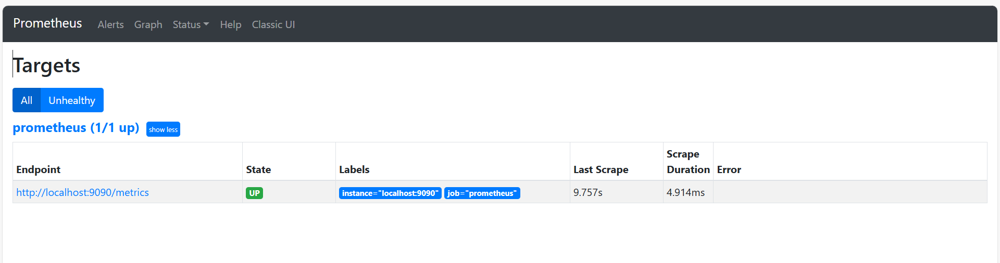 Prometheus Alerts Graph Status Help Classic UI
Targets
All Unhealthy
prometheus (1/1 up) show less
Endpoint State Labels Last Scrape Scrape Duration Error
http://localhost:9090/metrics UP instance="localhost:9090" job="prometheus" 9.757s 4.914ms